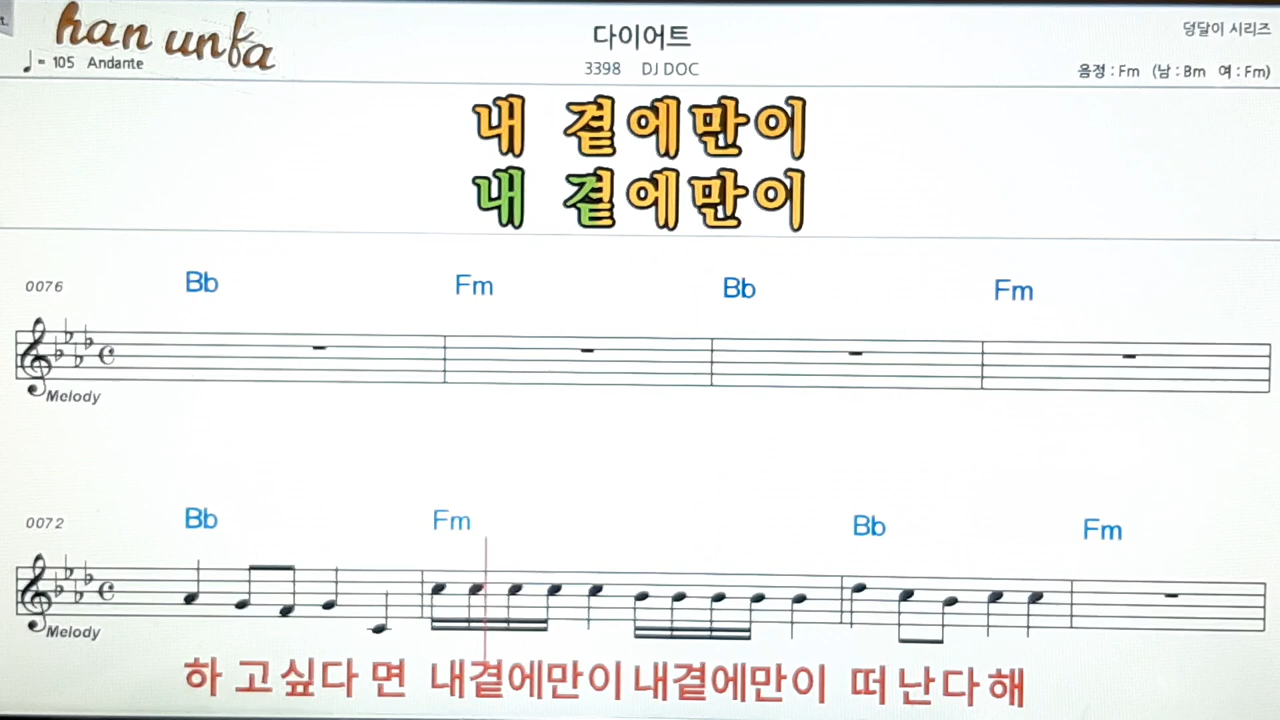 han unfa
다이어트
덩달이 시리즈
♩= 105 Andante
3398 DJ DOC
음정 : Fm (남 : Bm 여 : Fm)
내 곁에만이
내 곁에만이
0076 Bb Fm Bb Fm
Melody
0072 Bb Fm Bb Fm
Melody
하고싶다면 내곁에만이내곁에만이 떠난다해